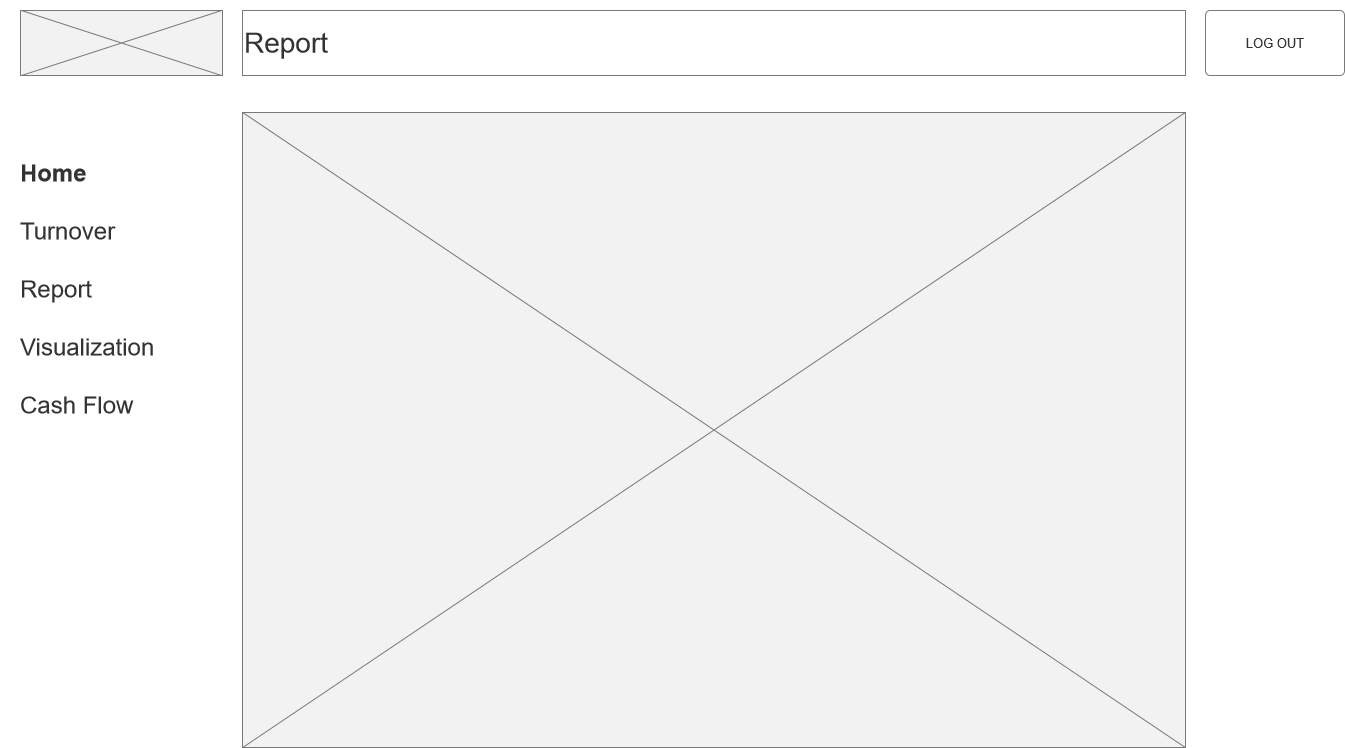 Report
LOG OUT
Home
Turnover
Report
Visualization
Cash Flow